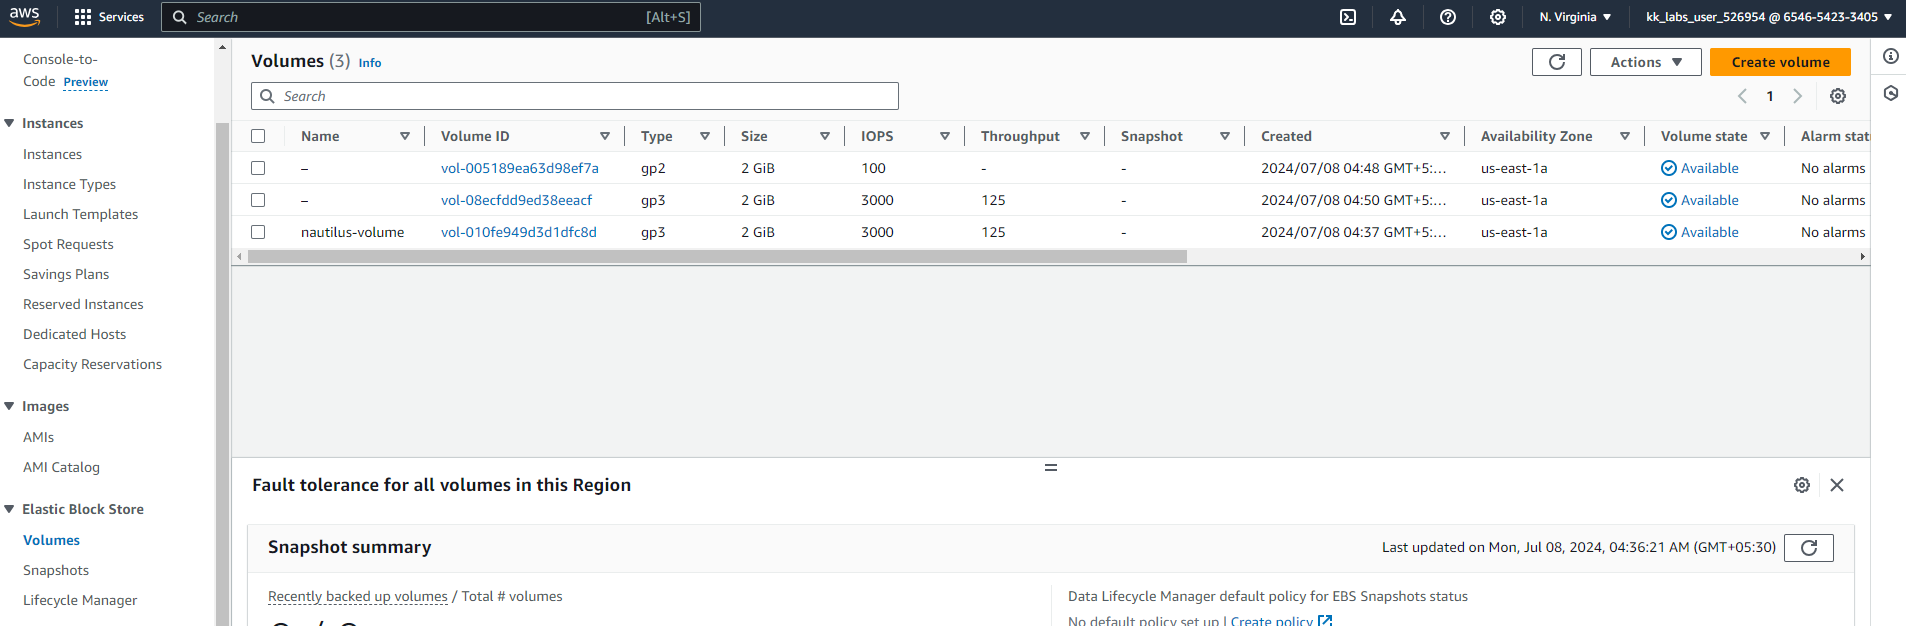 aws Services Search [Alt+S] N. Virginia kk_labs_user_526954 @ 6546-5423-3405
Console-to-
Code Preview
Instances
Instances
Instance Types
Launch Templates
Spot Requests
Savings Plans
Reserved Instances
Dedicated Hosts
Capacity Reservations
Images
AMIs
AMI Catalog
Elastic Block Store
Volumes
Snapshots
Lifecycle Manager
Volumes (3) Info Actions Create volume
Search 1
Name Volume ID Type Size IOPS Throughput Snapshot Created Availability Zone Volume state Alarm stat
– vol-005189ea63d98ef7a gp2 2 GiB 100 - - 2024/07/08 04:48 GMT+5:... us-east-1a Available No alarms
– vol-08ecfdd9ed38eeacf gp3 2 GiB 3000 125 - 2024/07/08 04:50 GMT+5:... us-east-1a Available No alarms
nautilus-volume vol-010fe949d3d1dfc8d gp3 2 GiB 3000 125 - 2024/07/08 04:37 GMT+5:... us-east-1a Available No alarms
Fault tolerance for all volumes in this Region
Snapshot summary Last updated on Mon, Jul 08, 2024, 04:36:21 AM (GMT+05:30)
Recently backed up volumes / Total # volumes
Data Lifecycle Manager default policy for EBS Snapshots status
No default policy set up | Create policy